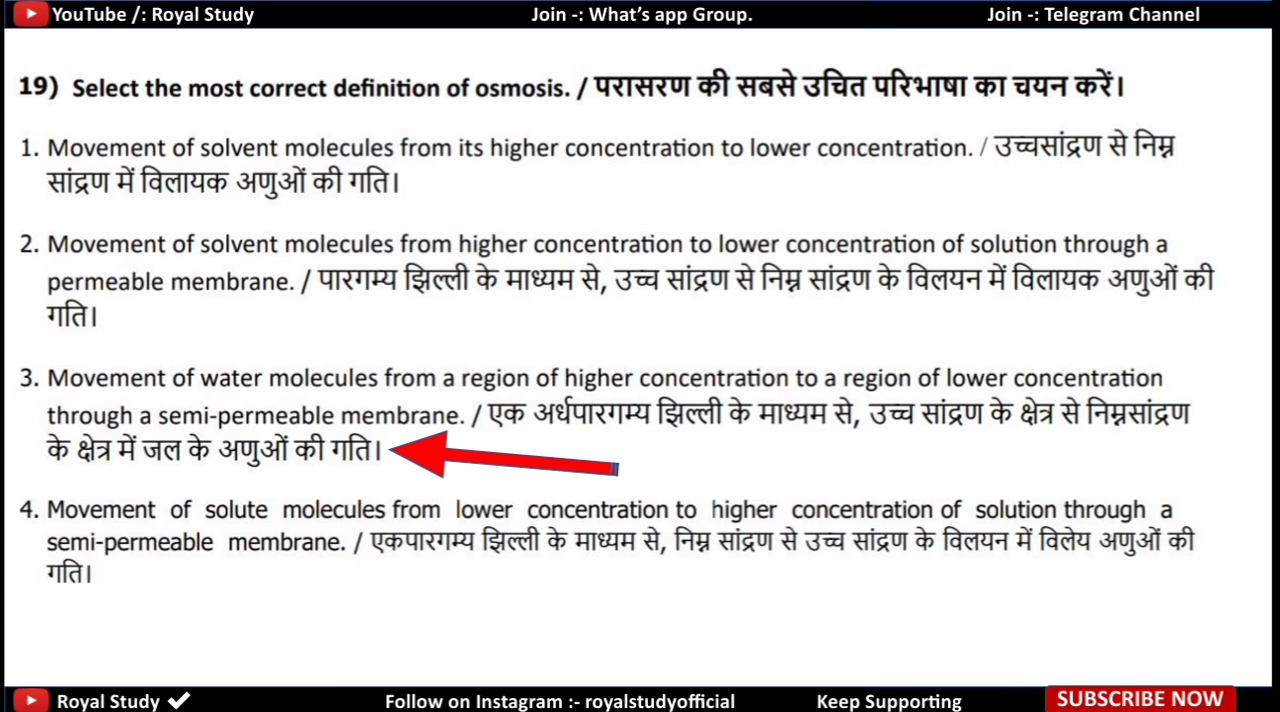 YouTube /: Royal Study Join -: What’s app Group. Join -: Telegram Channel
19) Select the most correct definition of osmosis. / परासरण की सबसे उचित परिभाषा का चयन करें।
1. Movement of solvent molecules from its higher concentration to lower concentration. / उच्चसांद्रण से निम्न
सांद्रण में विलायक अणुओं की गति।
2. Movement of solvent molecules from higher concentration to lower concentration of solution through a
permeable membrane. / पारगम्य झिल्ली के माध्यम से, उच्च सांद्रण से निम्न सांद्रण के विलयन में विलायक अणुओं की
गति।
3. Movement of water molecules from a region of higher concentration to a region of lower concentration
through a semi-permeable membrane. / एक अर्धपारगम्य झिल्ली के माध्यम से, उच्च सांद्रण के क्षेत्र से निम्नसांद्रण
के क्षेत्र में जल के अणुओं की गति।
4. Movement of solute molecules from lower concentration to higher concentration of solution through a
semi-permeable membrane. / एकपारगम्य झिल्ली के माध्यम से, निम्न सांद्रण से उच्च सांद्रण के विलयन में विलेय अणुओं की
गति।
Royal Study Follow on Instagram :- royalstudyofficial Keep Supporting SUBSCRIBE NOW